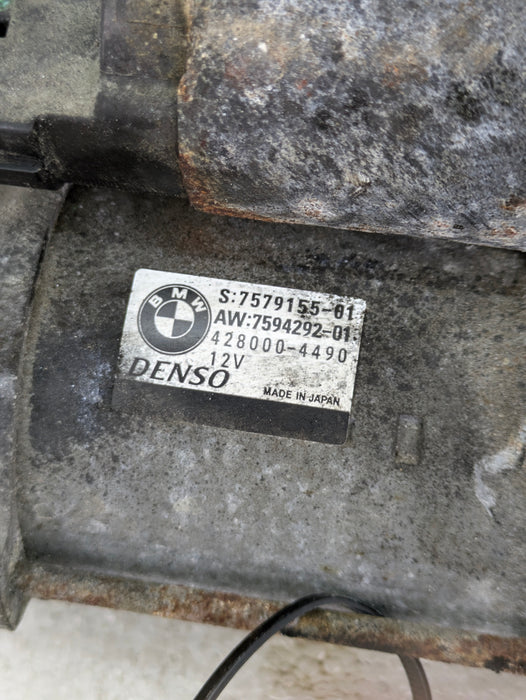 BMW
S:7579155-01
AW:7594292-01
428000-4490
12V
DENSO
MADE IN JAPAN